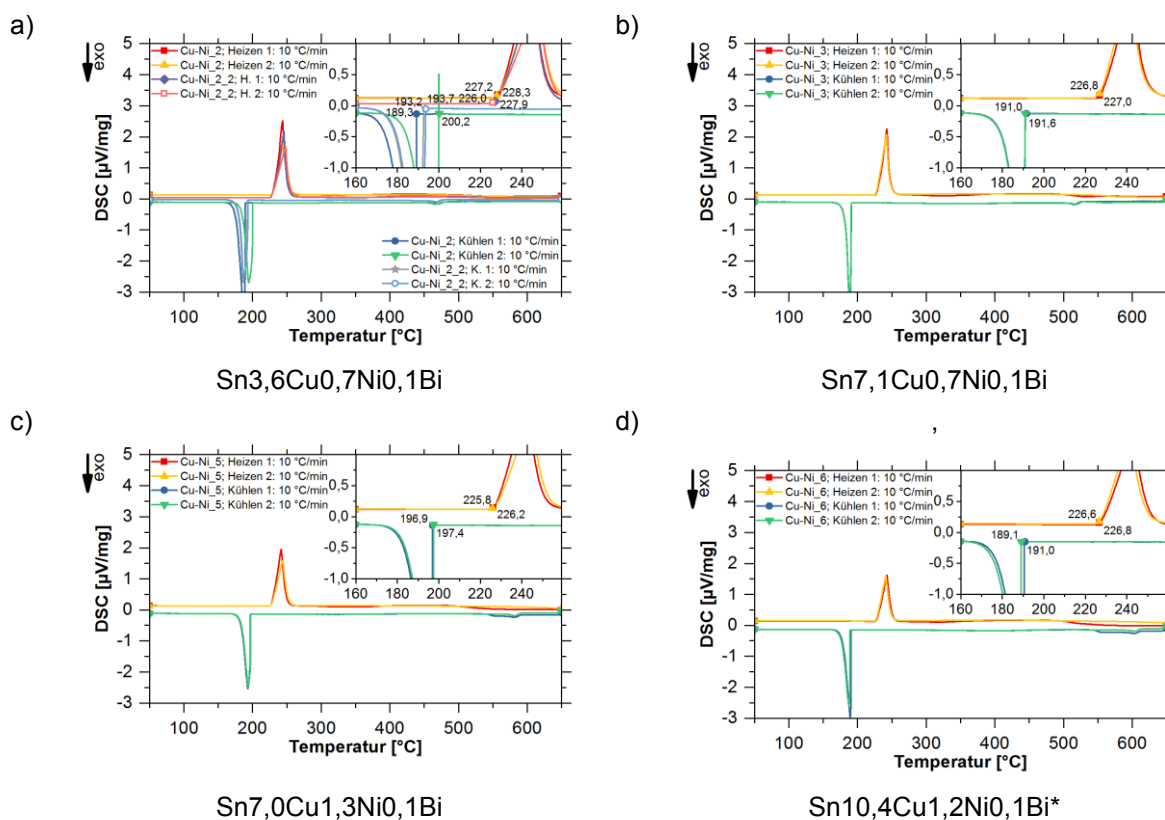 a)
exo
DSC [µV/mg]
5
4
3
2
1
0
-1
-2
-3
Cu-Ni_2; Heizen 1: 10 °C/min
Cu-Ni_2; Heizen 2: 10 °C/min
Cu-Ni_2_2; H. 1: 10 °C/min
Cu-Ni_2_2; H. 2: 10 °C/min
0,5
0,0
-0,5
-1,0
227,2
228,3
193,2
193,7
226,0
227,9
189,3
200,2
160 180 200 220 240
Cu-Ni_2; Kühlen 1: 10 °C/min
Cu-Ni_2; Kühlen 2: 10 °C/min
Cu-Ni_2_2; K. 1: 10 °C/min
Cu-Ni_2_2; K. 2: 10 °C/min
100 200 300 400 500 600
Temperatur [°C]
Sn3,6Cu0,7Ni0,1Bi
b)
exo
DSC [µV/mg]
5
4
3
2
1
0
-1
-2
-3
Cu-Ni_3; Heizen 1: 10 °C/min
Cu-Ni_3; Heizen 2: 10 °C/min
Cu-Ni_3; Kühlen 1: 10 °C/min
Cu-Ni_3; Kühlen 2: 10 °C/min
0,5
0,0
-0,5
-1,0
226,8
227,0
191,0
191,6
160 180 200 220 240
100 200 300 400 500 600
Temperatur [°C]
Sn7,1Cu0,7Ni0,1Bi
c)
exo
DSC [µV/mg]
5
4
3
2
1
0
-1
-2
-3
Cu-Ni_5; Heizen 1: 10 °C/min
Cu-Ni_5; Heizen 2: 10 °C/min
Cu-Ni_5; Kühlen 1: 10 °C/min
Cu-Ni_5; Kühlen 2: 10 °C/min
0,5
0,0
-0,5
-1,0
225,8
226,2
196,9
197,4
160 180 200 220 240
100 200 300 400 500 600
Temperatur [°C]
Sn7,0Cu1,3Ni0,1Bi
d)
,
exo
DSC [µV/mg]
5
4
3
2
1
0
-1
-2
-3
Cu-Ni_6; Heizen 1: 10 °C/min
Cu-Ni_6; Heizen 2: 10 °C/min
Cu-Ni_6; Kühlen 1: 10 °C/min
Cu-Ni_6; Kühlen 2: 10 °C/min
0,5
0,0
-0,5
-1,0
226,6
226,8
189,1
191,0
160 180 200 220 240
100 200 300 400 500 600
Temperatur [°C]
Sn10,4Cu1,2Ni0,1Bi*